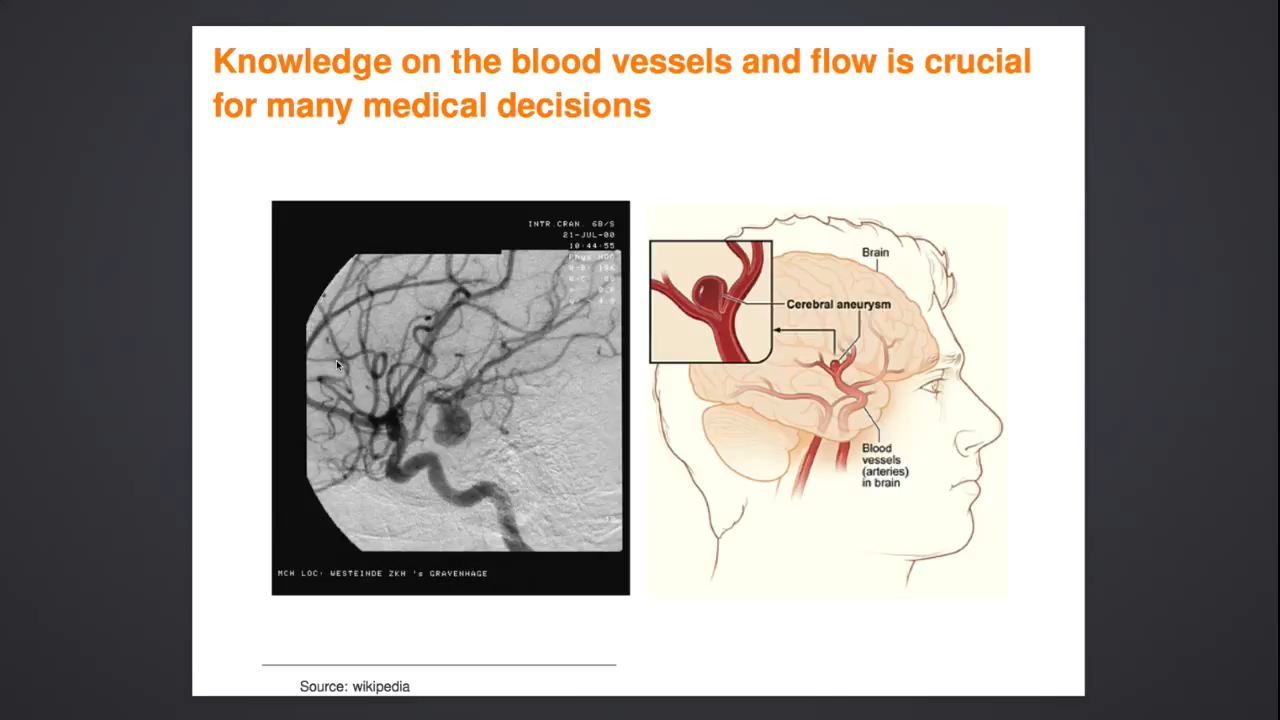 Knowledge on the blood vessels and flow is crucial
for many medical decisions
INTR.CRAN. 6B/S
21-JUL-00
10:44:55
MCH LOC: WESTEINDE ZKH 's GRAVENHAGE
Brain
Cerebral aneurysm
Blood
vessels
(arteries)
in brain
Source: wikipedia